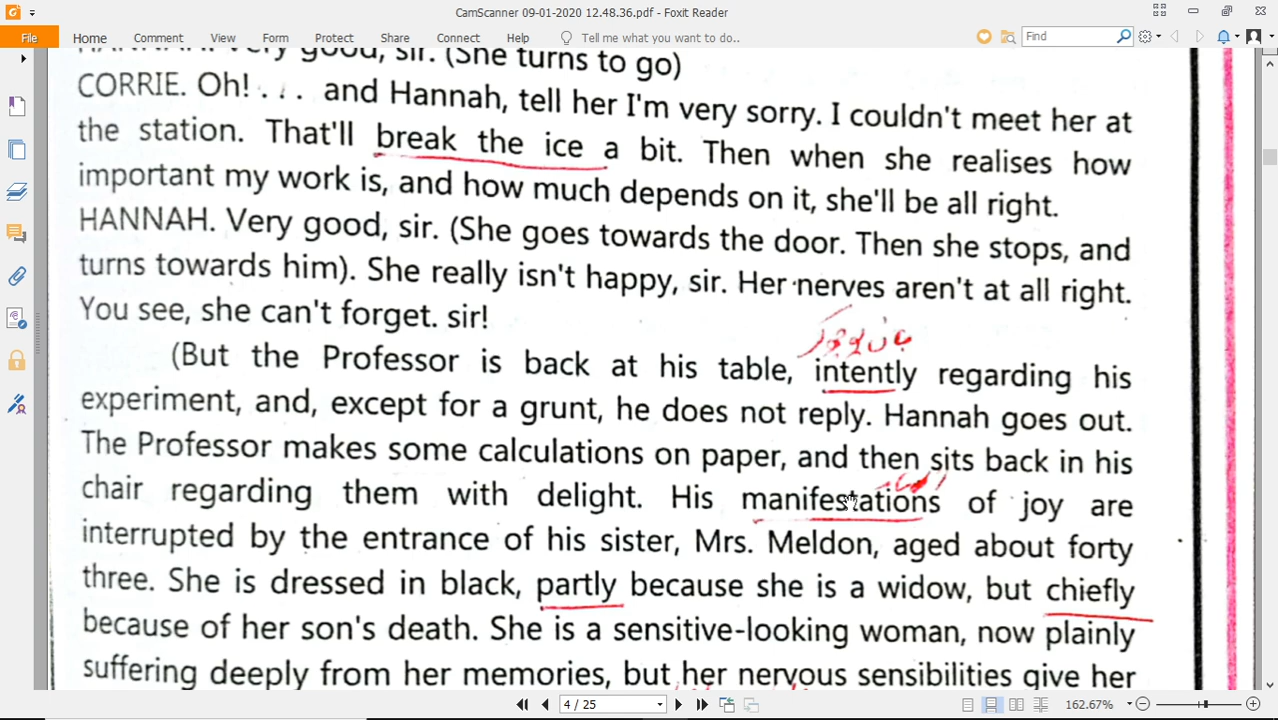 CamScanner 09-01-2020 12.48.36.pdf - Foxit Reader
File Home Comment View Form Protect Share Connect Help Tell me what you want to do.. Find
very good, sir. (She turns to go)
CORRIE. Oh! . . . and Hannah, tell her I'm very sorry. I couldn't meet her at
the station. That'll break the ice a bit. Then when she realises how
important my work is, and how much depends on it, she'll be all right.
HANNAH. Very good, sir. (She goes towards the door. Then she stops, and
turns towards him). She really isn't happy, sir. Her nerves aren't at all right.
You see, she can't forget. sir!
(But the Professor is back at his table, intently regarding his
experiment, and, except for a grunt, he does not reply. Hannah goes out.
The Professor makes some calculations on paper, and then sits back in his
chair regarding them with delight. His manifestations of joy are
interrupted by the entrance of his sister, Mrs. Meldon, aged about forty
three. She is dressed in black, partly because she is a widow, but chiefly
because of her son's death. She is a sensitive-looking woman, now plainly
suffering deeply from her memories, but her nervous sensibilities give her
4 / 25 162.67%